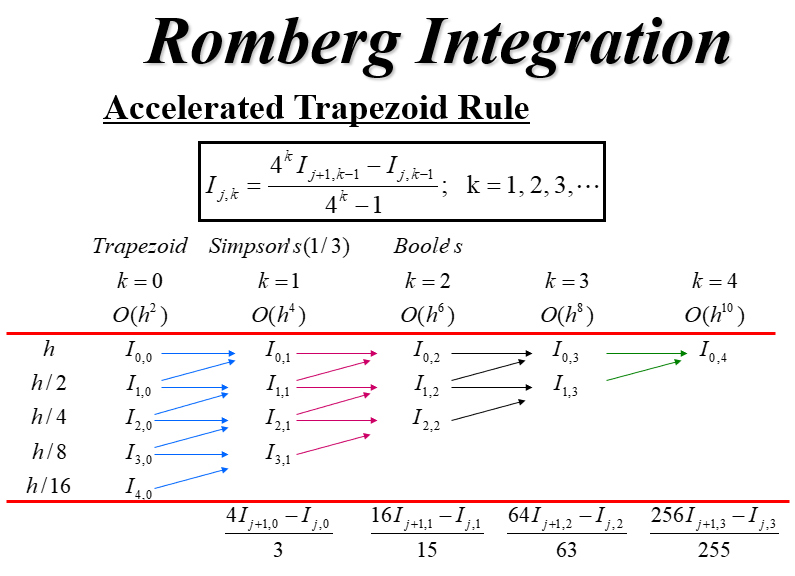 Romberg Integration
Accelerated Trapezoid Rule
I_{j,k} = \frac{4^k I_{j+1,k-1} - I_{j,k-1}}{4^k - 1}; k = 1, 2, 3, ⋯
Trapezoid Simpson's(1/3) Boole's
k = 0 k = 1 k = 2 k = 3 k = 4
O(h²) O(h⁴) O(h⁶) O(h⁸) O(h¹⁰)
h I_{0,0} I_{0,1} I_{0,2} I_{0,3} I_{0,4}
h/2 I_{1,0} I_{1,1} I_{1,2} I_{1,3}
h/4 I_{2,0} I_{2,1} I_{2,2}
h/8 I_{3,0} I_{3,1}
h/16 I_{4,0}
\frac{4I_{j+1,0} - I_{j,0}}{3} \frac{16I_{j+1,1} - I_{j,1}}{15} \frac{64I_{j+1,2} - I_{j,2}}{63} \frac{256I_{j+1,3} - I_{j,3}}{255}